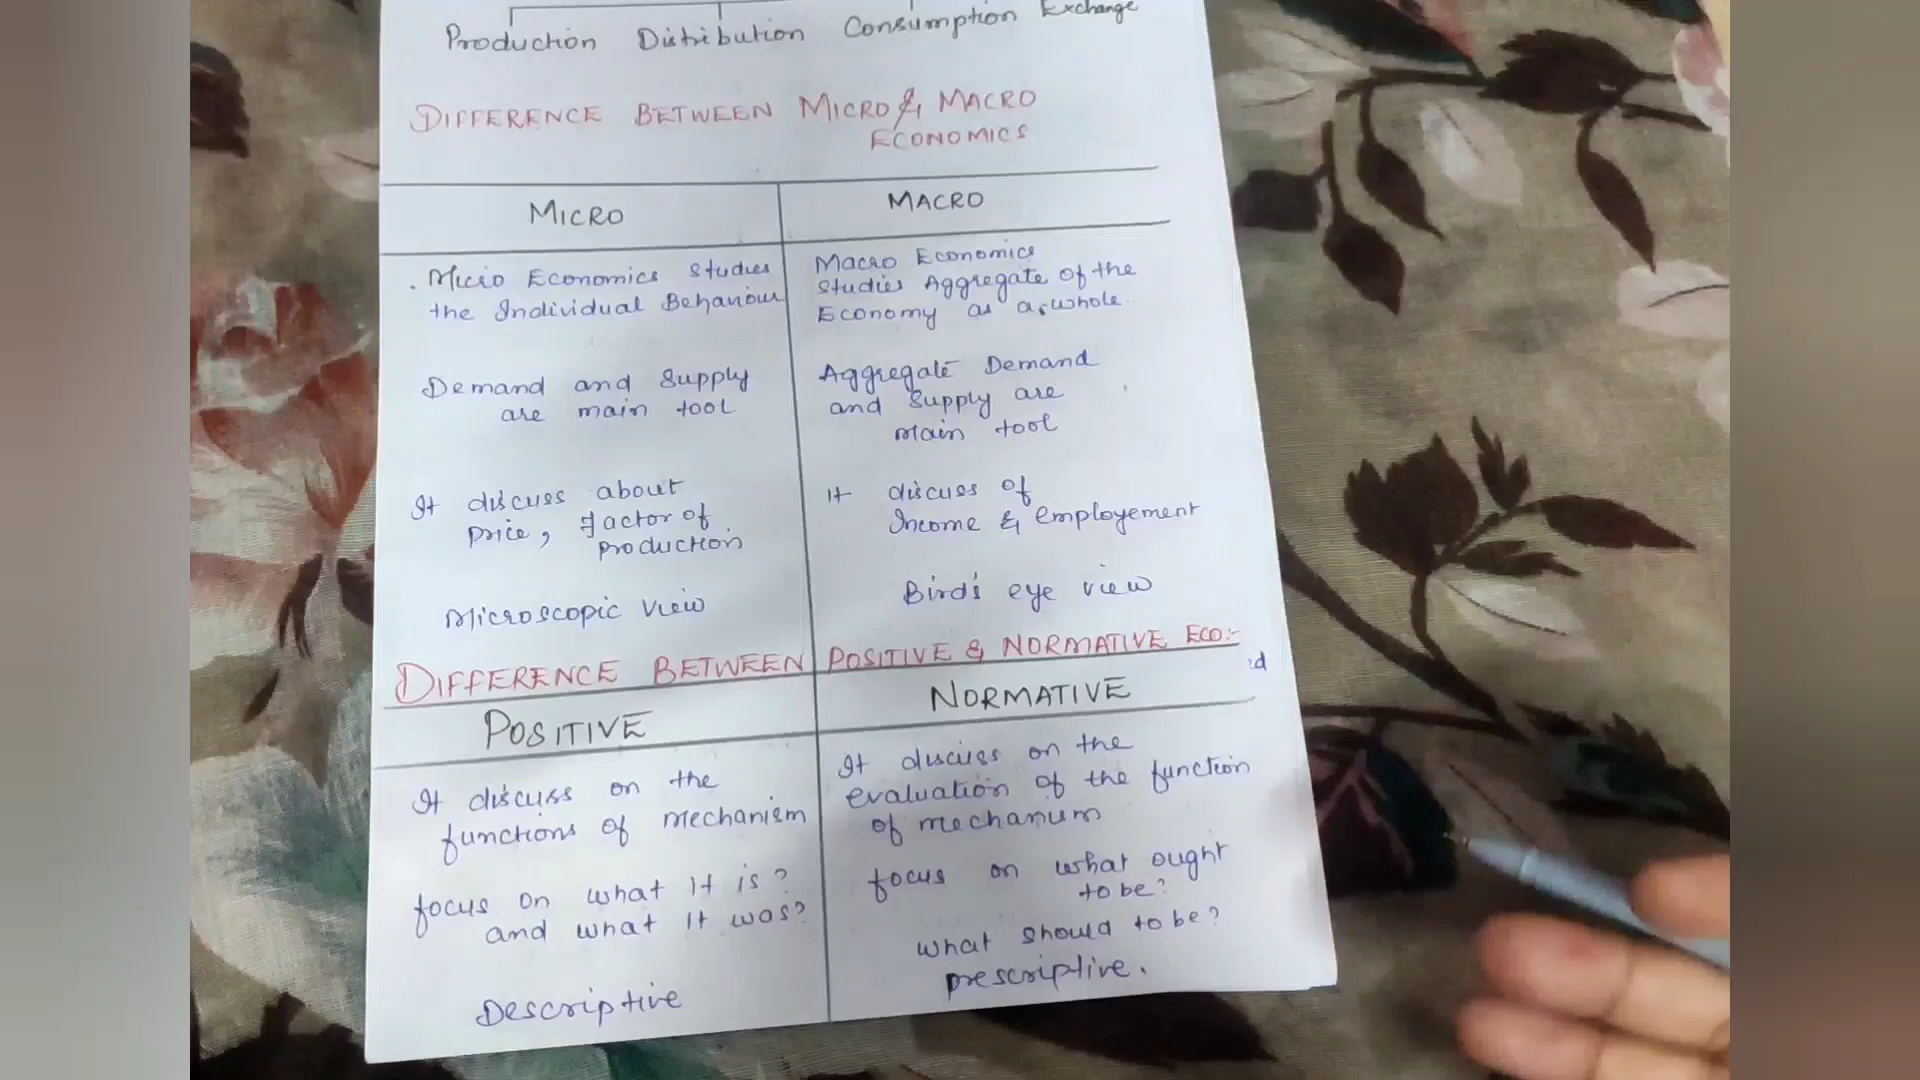 Production Distribution Consumption Exchange
DIFFERENCE BETWEEN MICRO & MACRO
ECONOMICS
MICRO
. Micro Economics Studies
the Individual Behaviour
Demand and Supply
are main tool
It discuss about
price, factor of
production
Microscopic view
MACRO
Macro Economics
Studies Aggregate of the
Economy as a whole.
Aggregate Demand
and Supply are
main tool
It discuss of
Income & employement
Bird's eye view
DIFFERENCE BETWEEN POSITIVE & NORMATIVE ECO:-
POSITIVE
It discuss on the
functions of mechanism
focus on what it is?
and what it was?
Descriptive
NORMATIVE
It discuss on the
evaluation of the function
of mechanism
focus on what ought
to be?
what should to be?
prescriptive.